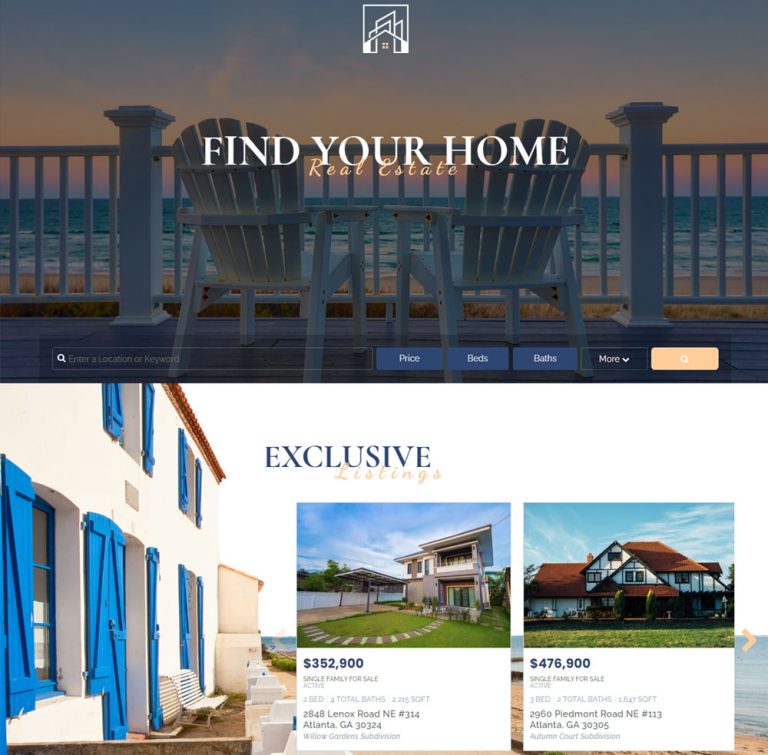 FIND YOUR HOME
Real Estate
Enter a Location or Keyword
Price
Beds
Baths
More
EXCLUSIVE
Listings
$352,900
SINGLE FAMILY FOR SALE
ACTIVE
2 BED | 4 TOTAL BATHS | 2,215 SQFT
2848 Lenox Road NE #314
Atlanta, GA 30324
Willow Gardens Subdivision
$476,900
SINGLE FAMILY FOR SALE
ACTIVE
3 BED | 2 TOTAL BATHS | 1,647 SQFT
2960 Piedmont Road NE #113
Atlanta, GA 30305
Autumn Court Subdivision